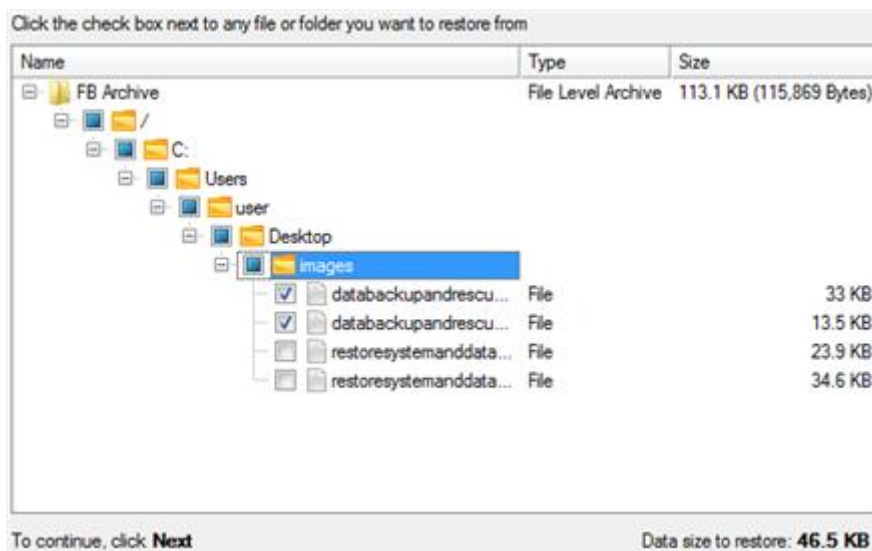 Click the check box next to any file or folder you want to restore from
Name Type Size
FB Archive File Level Archive 113.1 KB (115,869 Bytes)
/
C:
Users
user
Desktop
images
databackupandrescu... File 33 KB
databackupandrescu... File 13.5 KB
restoresystemanddata... File 23.9 KB
restoresystemanddata... File 34.6 KB
To continue, click Next Data size to restore: 46.5 KB